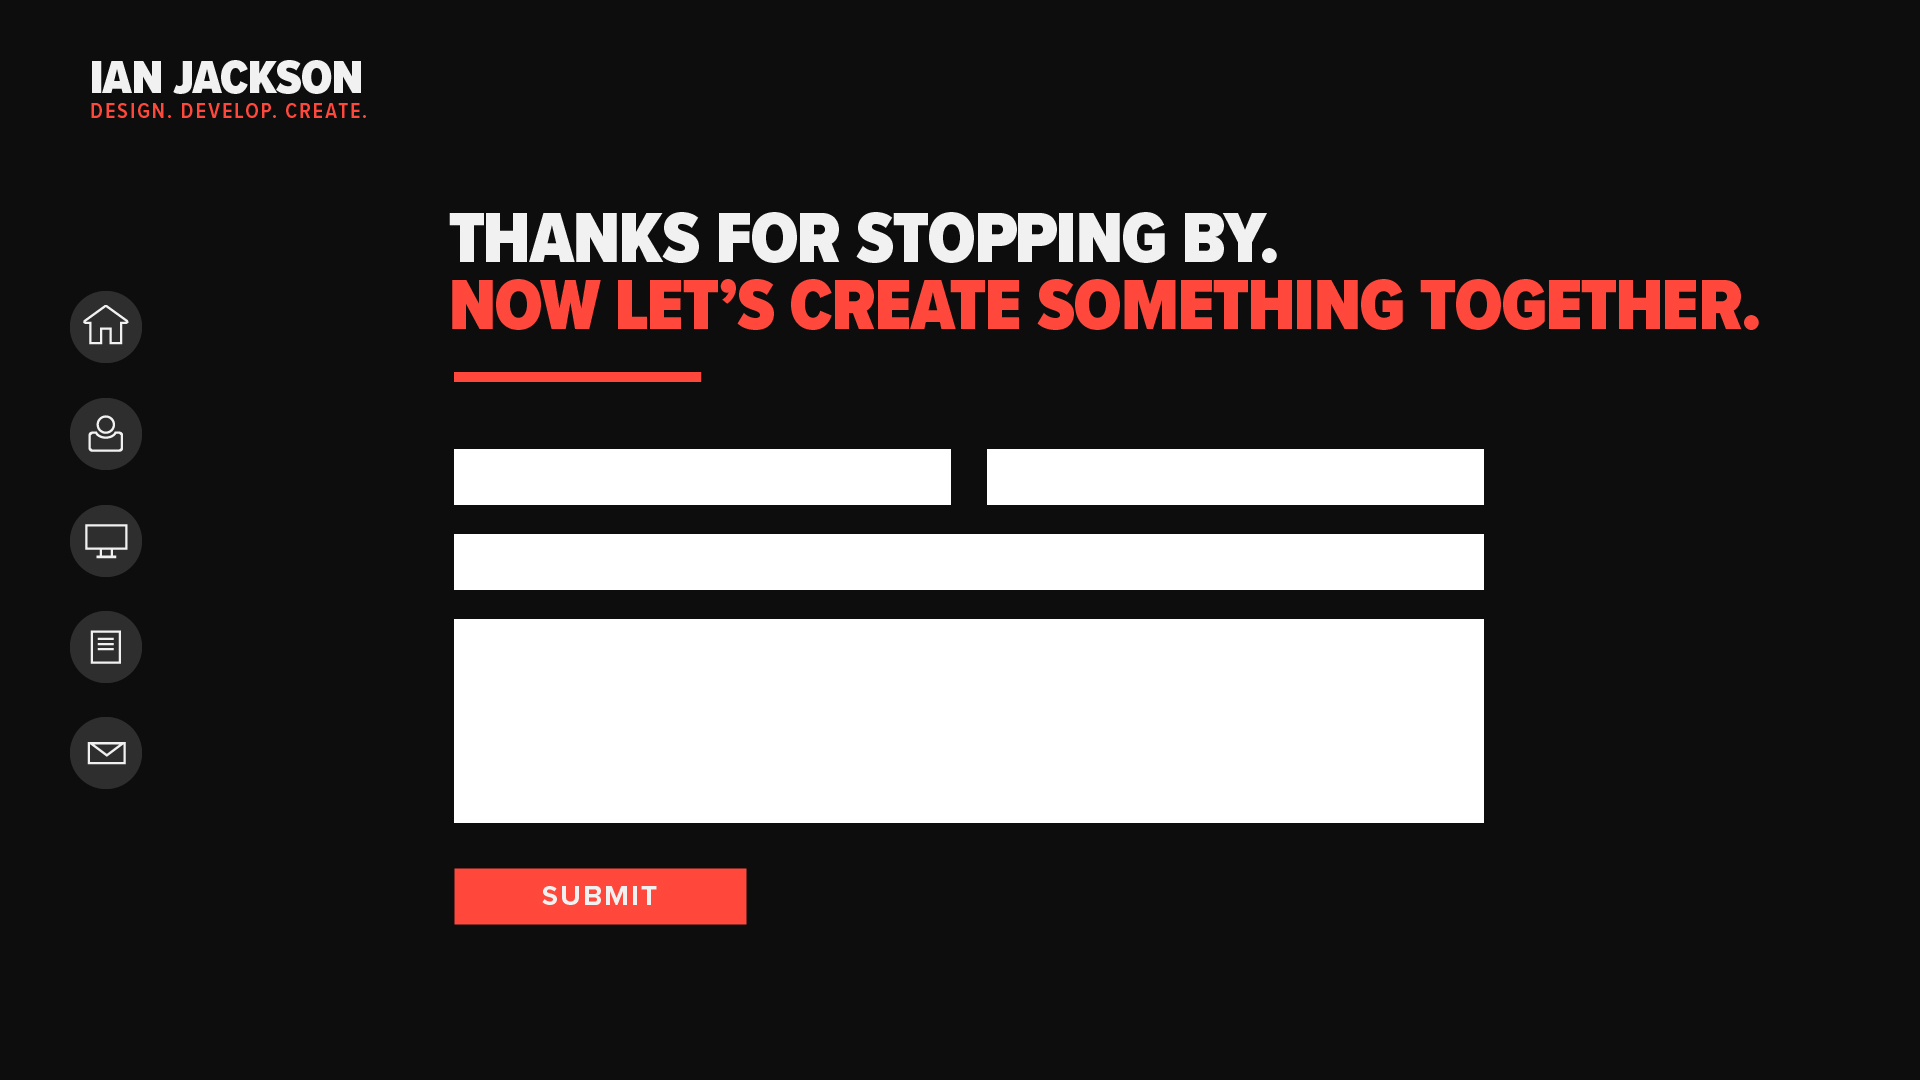 IAN JACKSON
DESIGN. DEVELOP. CREATE.
THANKS FOR STOPPING BY.
NOW LET’S CREATE SOMETHING TOGETHER.
SUBMIT